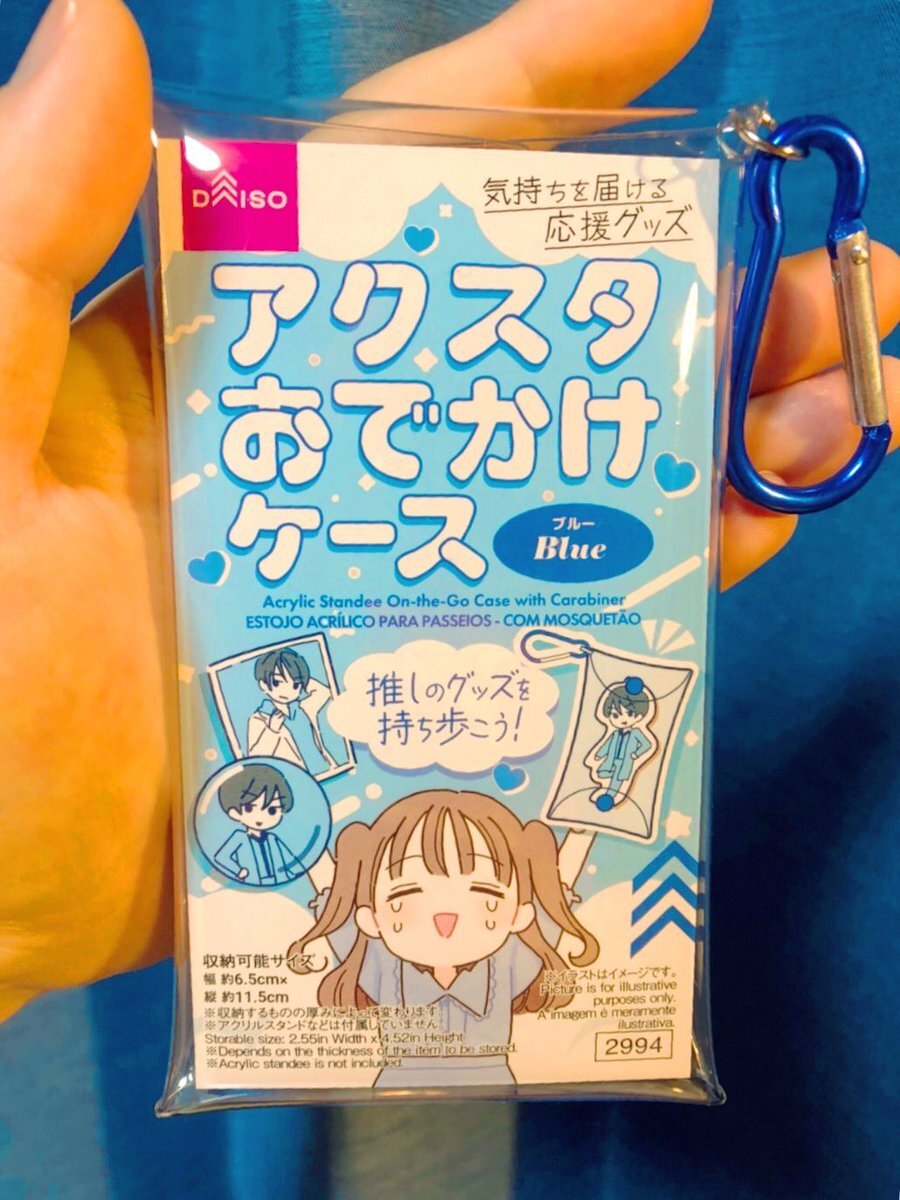 DAISO
気持ちを届ける
応援グッズ
アクスタ
おでかけ
ケース
ブルー
Blue
Acrylic Standee On-the-Go Case with Carabiner
ESTOJO ACRÍLICO PARA PASSEIOS - COM MOSQUETÃO
推しのグッズを
持ち歩こう!
収納可能サイズ
幅 約6.5cm×
縦 約11.5cm
※収納するものの厚みによって変わります。
※アクリルスタンドなどは付属していません。
Storable size: 2.55in Width x 4.52in Height
※Depends on the thickness of the item to be stored.
※Acrylic standee is not included.
※イラストはイメージです。
Picture is for illustrative
purposes only.
A imagem é meramente
ilustrativa.
2994